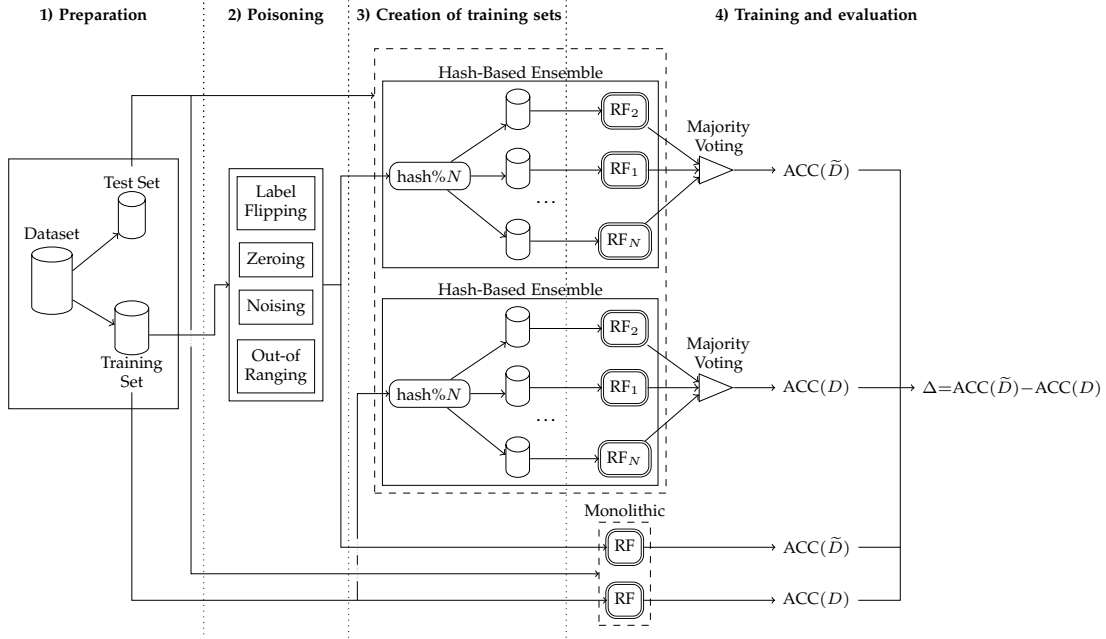 1) Preparation
2) Poisoning
3) Creation of training sets
4) Training and evaluation
Dataset
Test Set
Training
Set
Label
Flipping
Zeroing
Noising
Out-of
Ranging
Hash-Based Ensemble
hash%N
...
RF₂
RF₁
RF_N
Majority
Voting
ACC(D̃)
Hash-Based Ensemble
hash%N
...
RF₂
RF₁
RF_N
Majority
Voting
ACC(D)
Δ=ACC(D̃)−ACC(D)
Monolithic
RF
ACC(D̃)
RF
ACC(D)